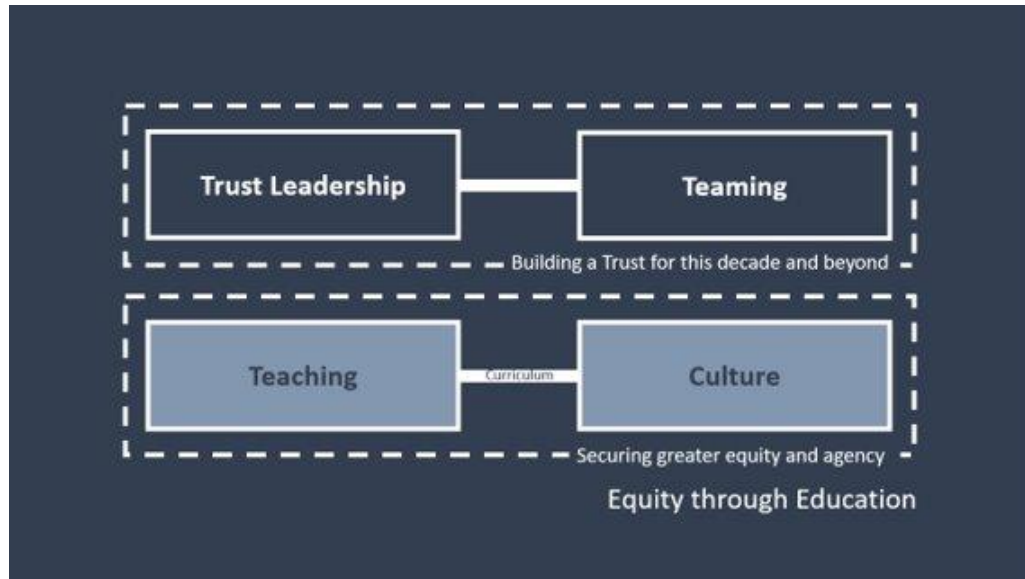 Trust Leadership
Teaming
Building a Trust for this decade and beyond
Teaching
Curriculum
Culture
Securing greater equity and agency
Equity through Education